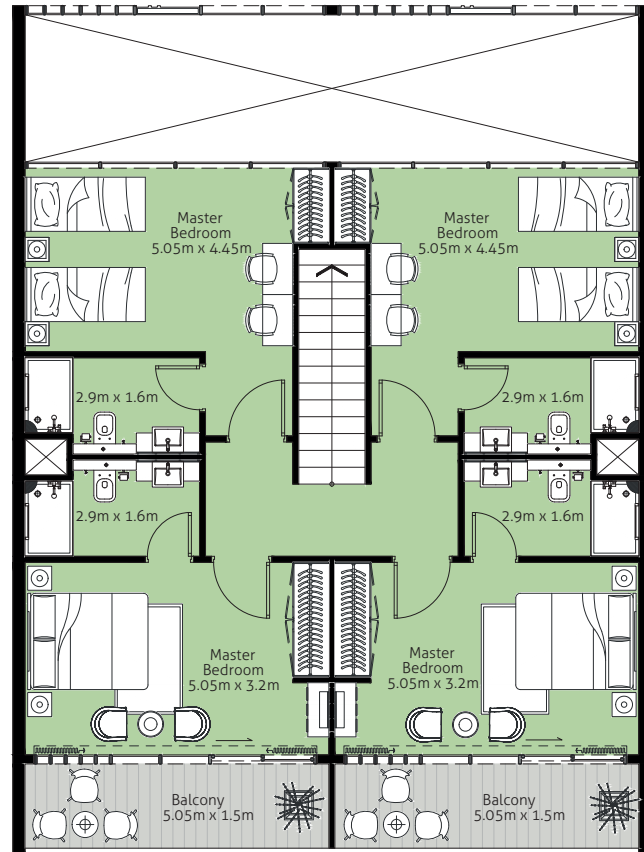 Master
Bedroom
5.05m x 4.45m
Master
Bedroom
5.05m x 4.45m
2.9m x 1.6m
2.9m x 1.6m
2.9m x 1.6m
2.9m x 1.6m
Master
Bedroom
5.05m x 3.2m
Master
Bedroom
5.05m x 3.2m
Balcony
5.05m x 1.5m
Balcony
5.05m x 1.5m